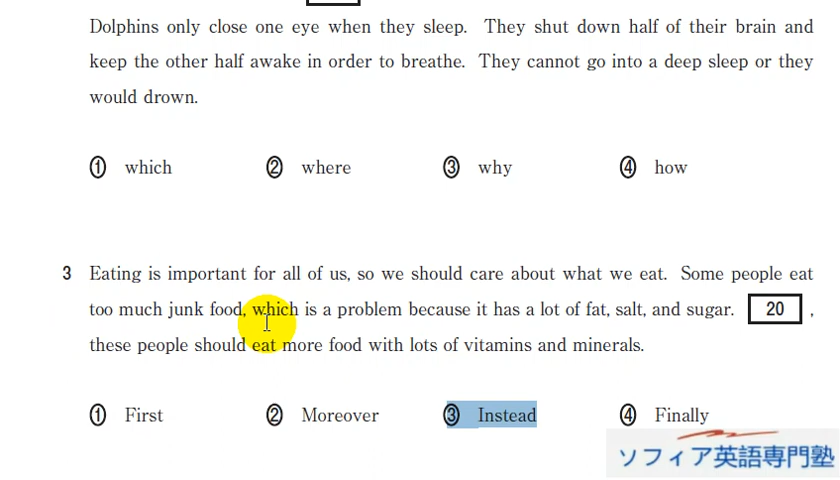 Dolphins only close one eye when they sleep. They shut down half of their brain and
keep the other half awake in order to breathe. They cannot go into a deep sleep or they
would drown.
① which ② where ③ why ④ how
3 Eating is important for all of us, so we should care about what we eat. Some people eat
too much junk food, which is a problem because it has a lot of fat, salt, and sugar. 20 ,
these people should eat more food with lots of vitamins and minerals.
① First ② Moreover ③ Instead ④ Finally
ソフィア英語専門塾